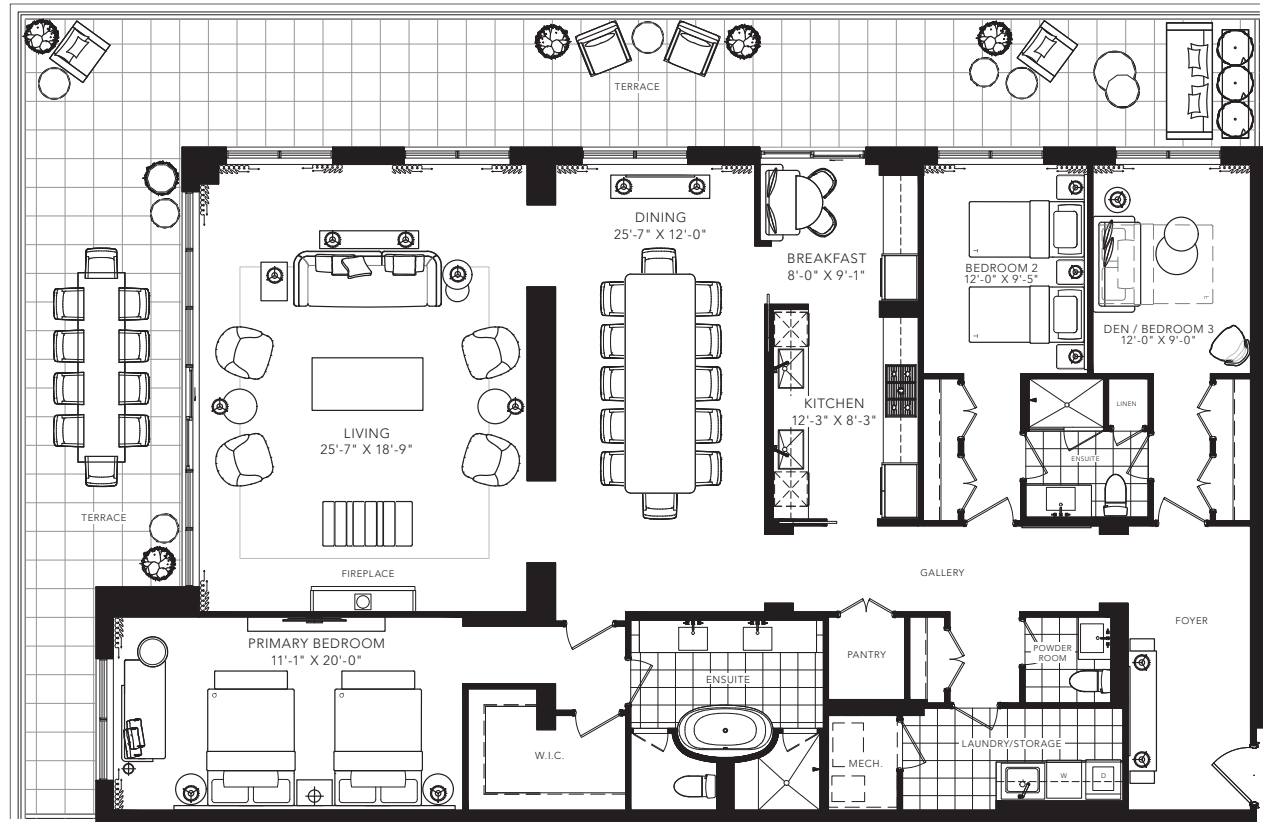 TERRACE
DINING
25'-7" X 12'-0"
BREAKFAST
8'-0" X 9'-1"
BEDROOM 2
12'-0" X 9'-5"
DEN / BEDROOM 3
12'-0" X 9'-0"
KITCHEN
12'-3" X 8'-3"
LINEN
LIVING
25'-7" X 18'-9"
ENSUITE
TERRACE
FIREPLACE
GALLERY
FOYER
PRIMARY BEDROOM
11'-1" X 20'-0"
PANTRY
POWDER
ROOM
ENSUITE
LAUNDRY/STORAGE
W.I.C.
MECH.
W
D